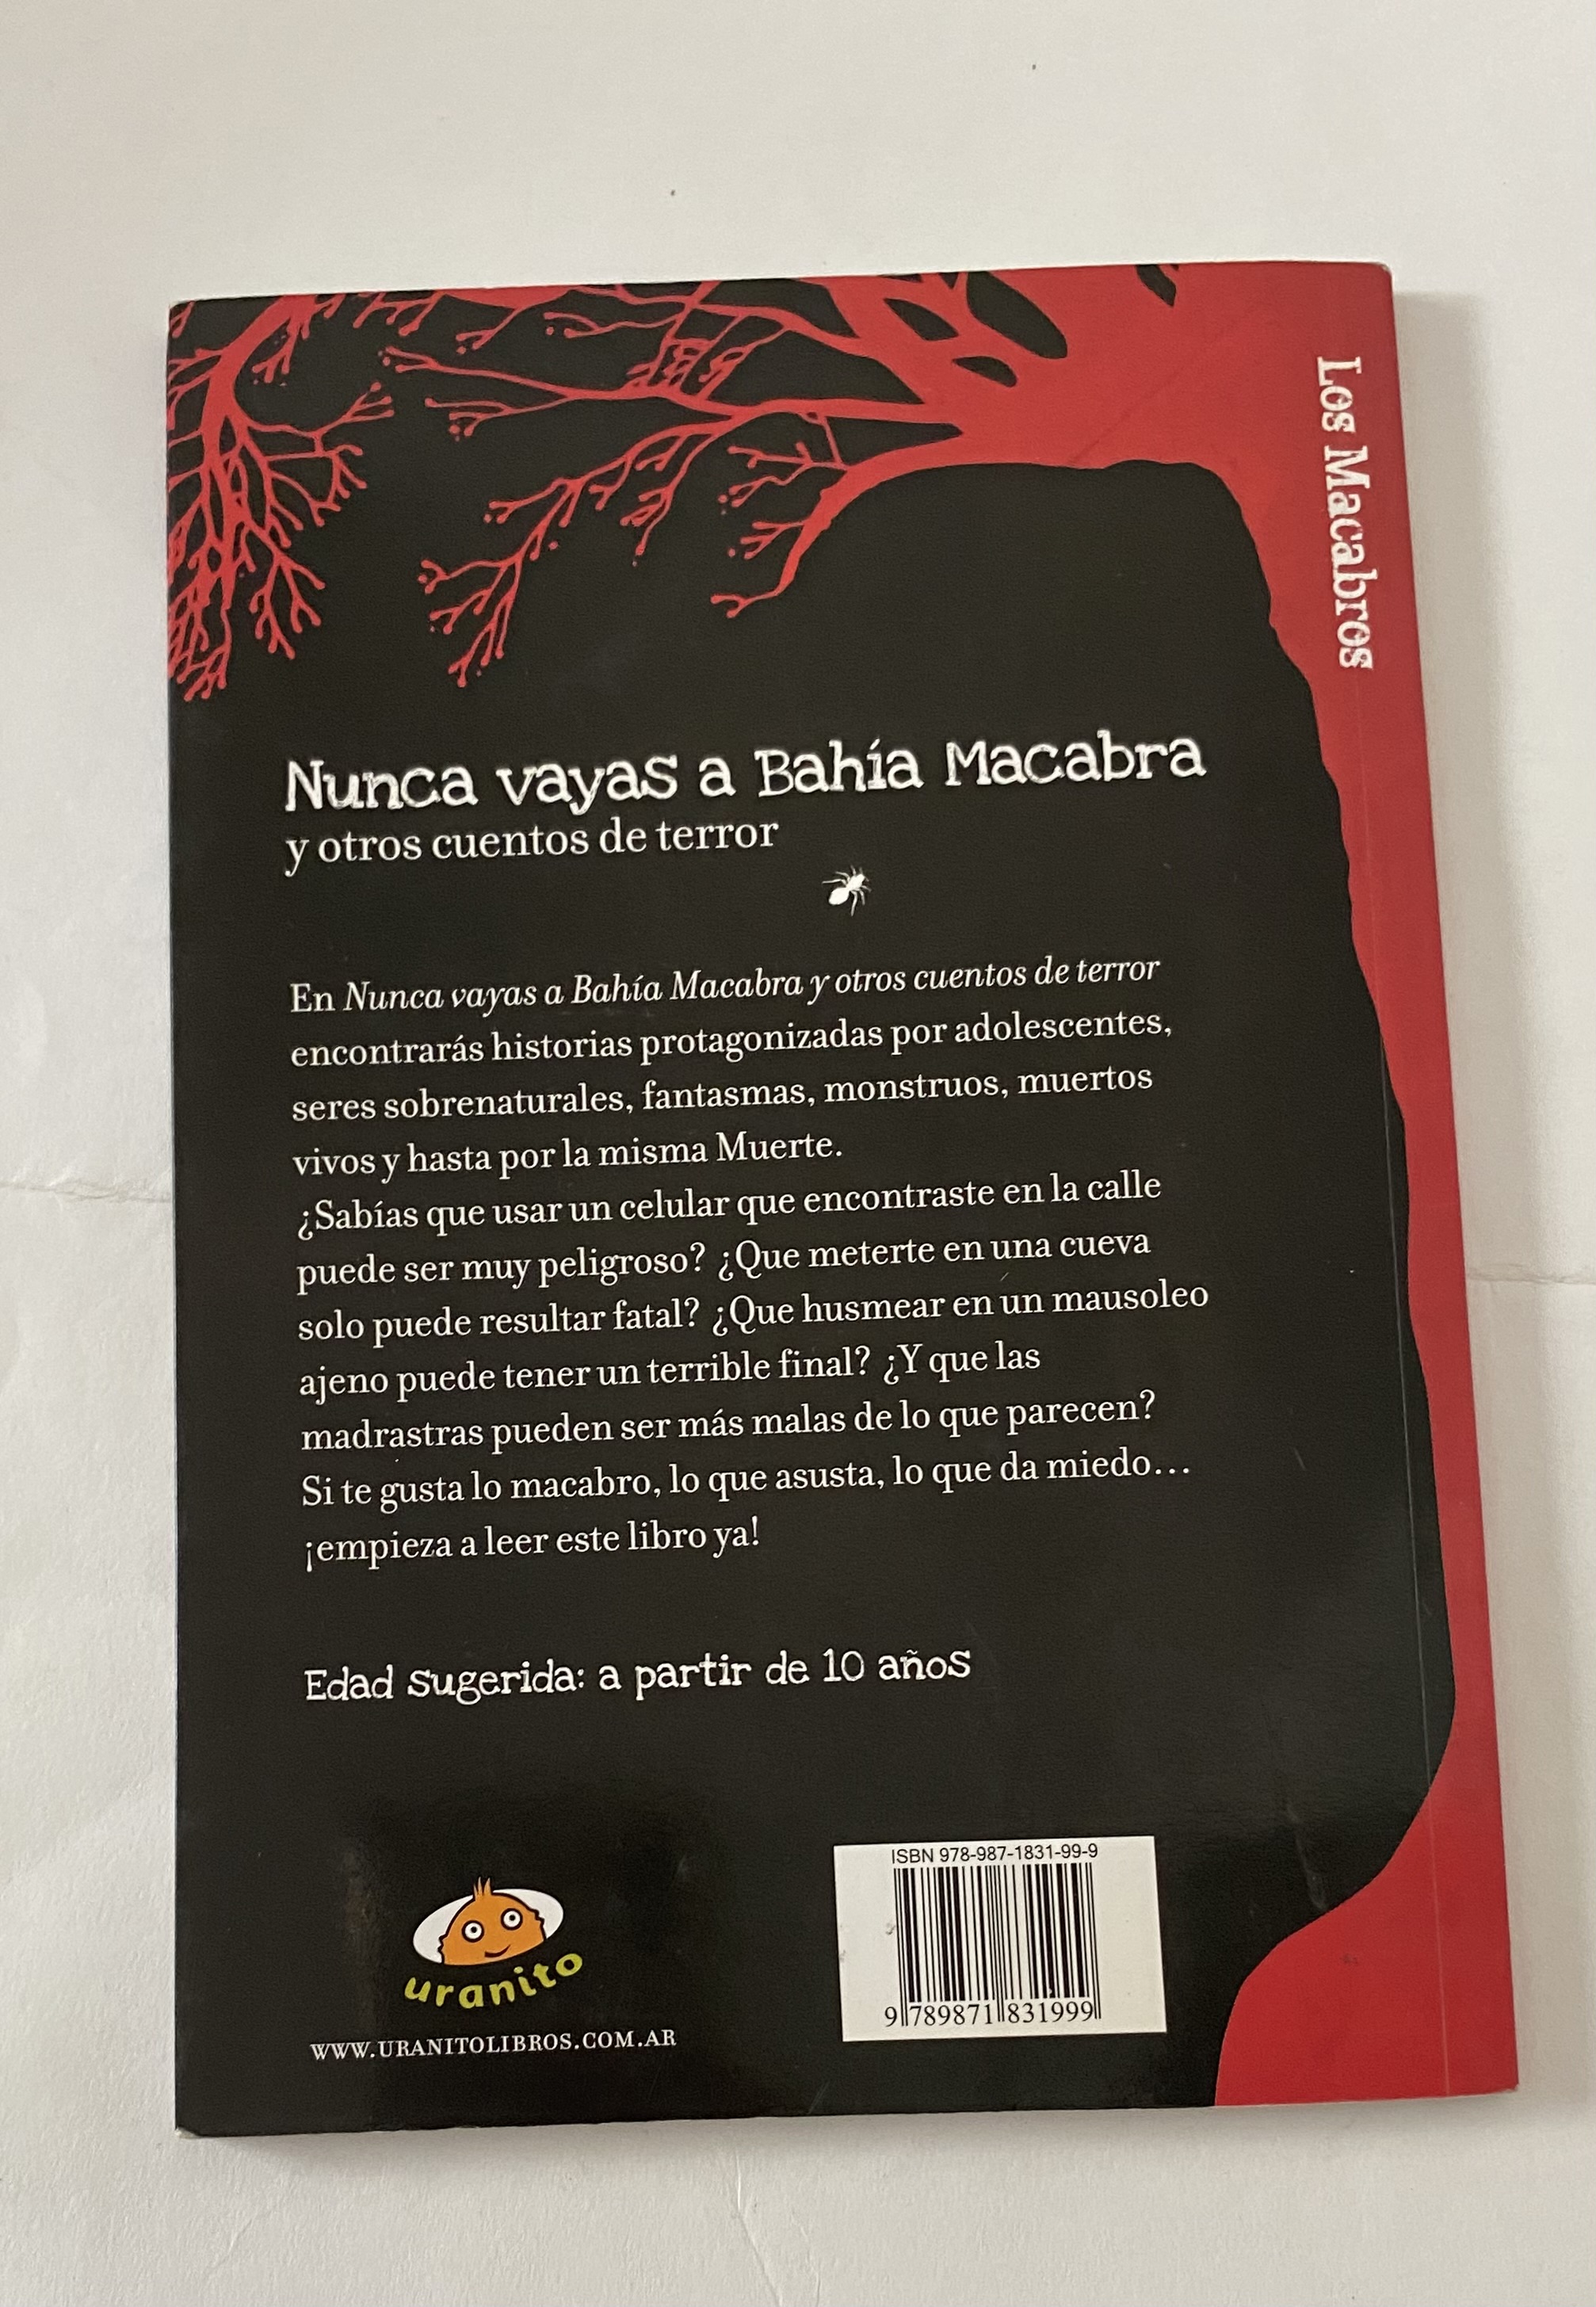 Los Macabros
Nunca vayas a Bahía Macabra
y otros cuentos de terror
En Nunca vayas a Bahía Macabra y otros cuentos de terror
encontrarás historias protagonizadas por adolescentes,
seres sobrenaturales, fantasmas, monstruos, muertos
vivos y hasta por la misma Muerte.
¿Sabías que usar un celular que encontraste en la calle
puede ser muy peligroso? ¿Que meterte en una cueva
solo puede resultar fatal? ¿Que husmear en un mausoleo
ajeno puede tener un terrible final? ¿Y que las
madrastras pueden ser más malas de lo que parecen?
Si te gusta lo macabro, lo que asusta, lo que da miedo...
¡empieza a leer este libro ya!
Edad sugerida: a partir de 10 años
uranito
WWW.URANITOLIBROS.COM.AR
ISBN 978-987-1831-99-9
9 789871 831999